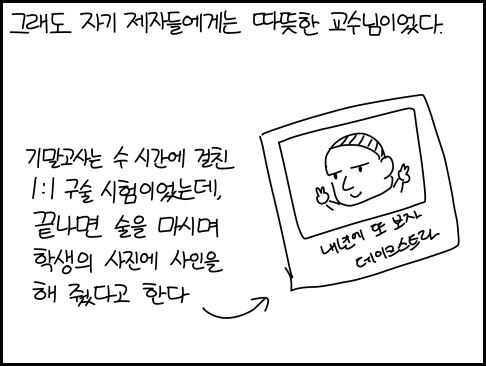 그래도 자기 제자들에게는 따뜻한 교수님이었다.
기말고사는 수 시간에 걸친
1:1 구술 시험이었는데,
끝나면 술을 마시며
학생의 사진에 사인을
해 줬다고 한다
내년에 또 보자
데이크스트라